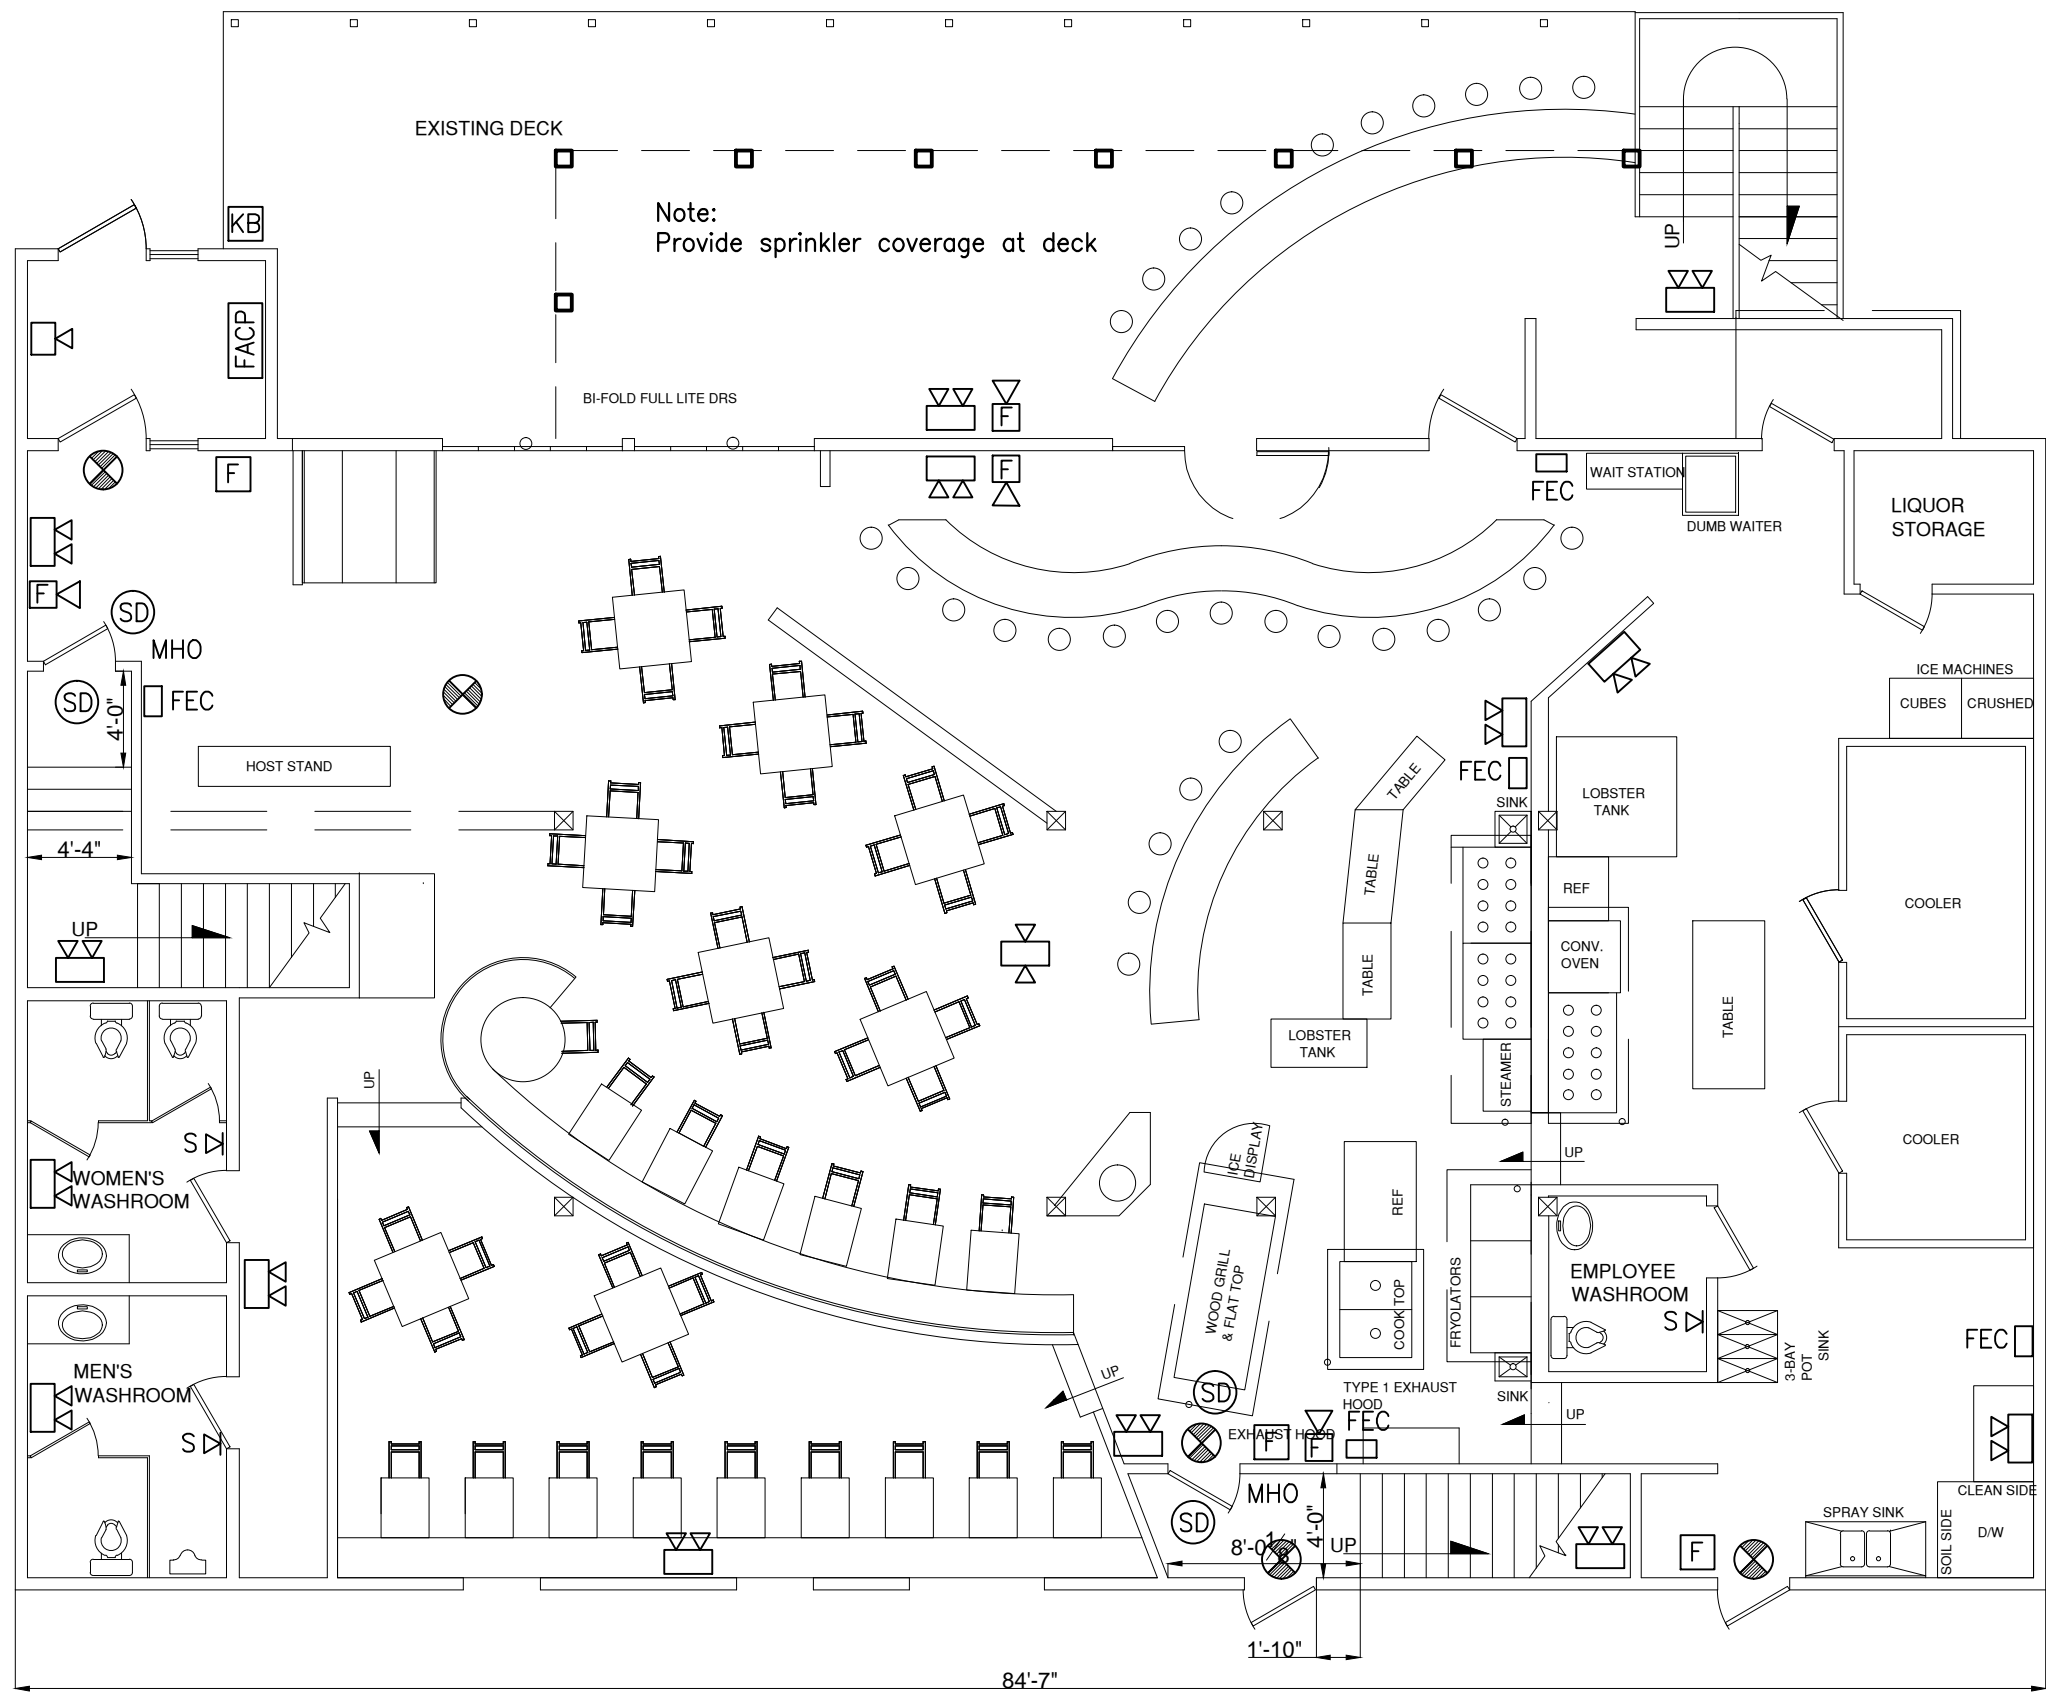 EXISTING DECK
KB
Note:
Provide sprinkler coverage at deck
UP
FACP
BI-FOLD FULL LITE DRS
F
F
F
FEC
WAIT STATION
DUMB WAITER
LIQUOR
STORAGE
F
SD
MHO
SD
4'-0"
FEC
ICE MACHINES
CUBES
CRUSHED
HOST STAND
TABLE
FEC
SINK
LOBSTER
TANK
4'-4"
TABLE
REF
COOLER
UP
TABLE
CONV.
OVEN
TABLE
LOBSTER
TANK
STEAMER
UP
S
ICE
DISPLAY
UP
COOLER
WOMEN'S
WASHROOM
REF
WOOD GRILL
& FLAT TOP
COOKTOP
FRYOLATORS
EMPLOYEE
WASHROOM
S
3-BAY
POT
SINK
FEC
MEN'S
WASHROOM
UP
SD
TYPE 1 EXHAUST
HOOD
SINK
S
EXHAUST HOOD
F
F
FEC
UP
MHO
SD
8'-0 1/8"
4'-0"
UP
F
SPRAY SINK
SOIL SIDE
CLEAN SIDE
D/W
1'-10"
84'-7"